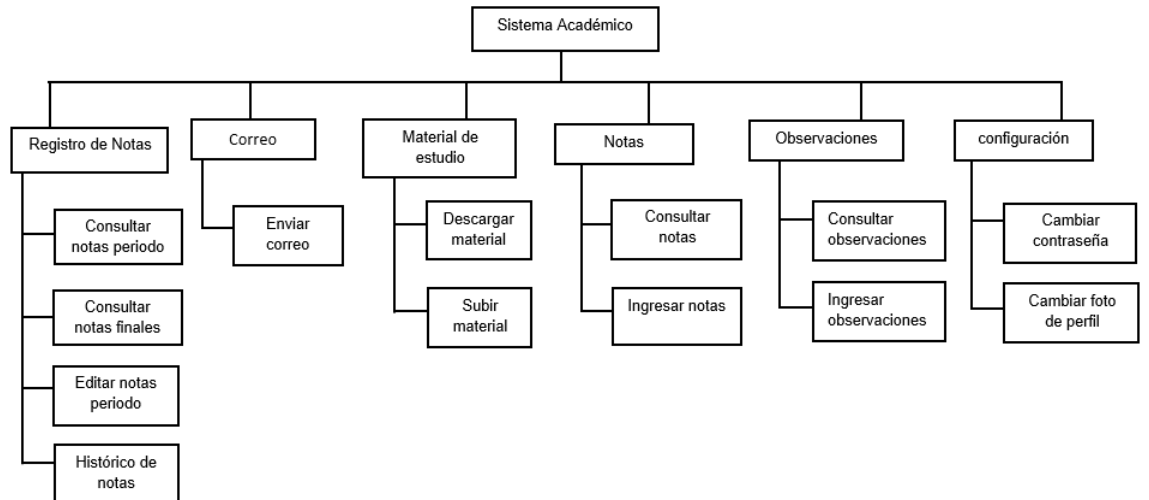 Sistema Académico
Registro de Notas
Correo
Material de
estudio
Notas
Observaciones
configuración
Consultar
notas periodo
Consultar
notas finales
Editar notas
periodo
Histórico de
notas
Enviar
correo
Descargar
material
Subir
material
Consultar
notas
Ingresar notas
Consultar
observaciones
Ingresar
observaciones
Cambiar
contraseña
Cambiar foto
de perfil